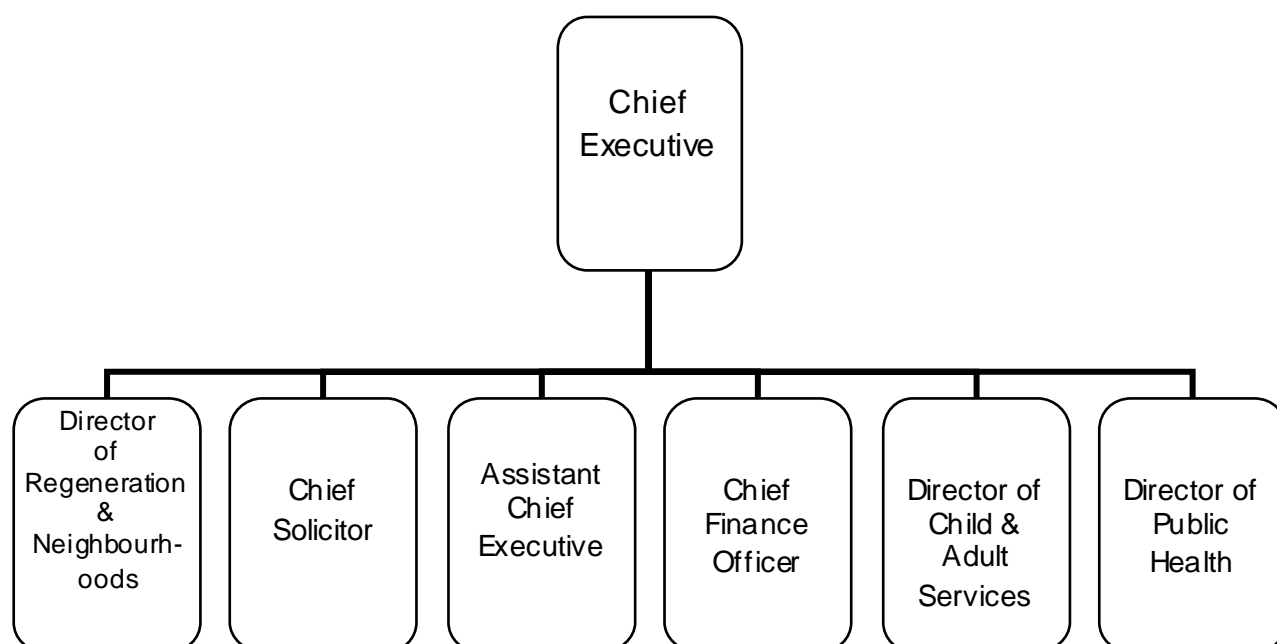 Chief
Executive
Director
of
Regeneration
&
Neighbourh-
oods
Chief
Solicitor
Assistant
Chief
Executive
Chief
Finance
Officer
Director of
Child &
Adult
Services
Director of
Public
Health